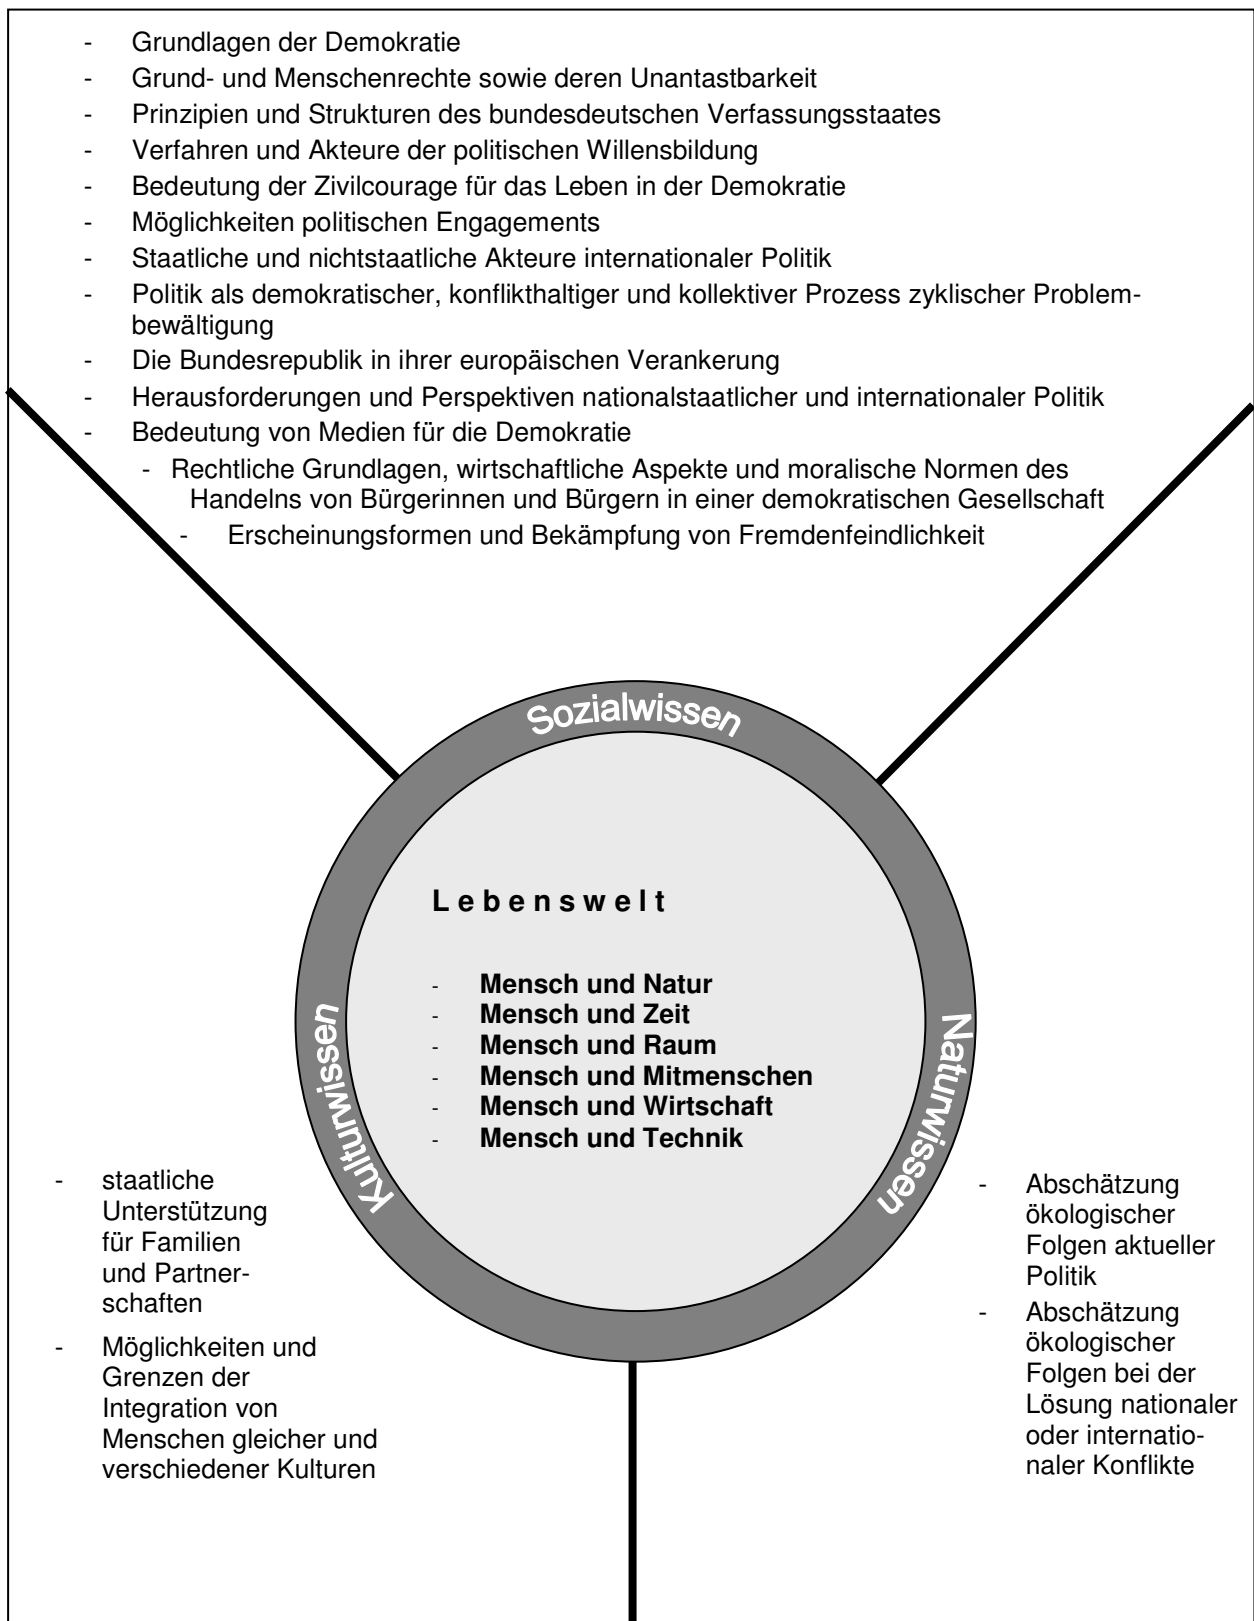 - Grundlagen der Demokratie
- Grund- und Menschenrechte sowie deren Unantastbarkeit
- Prinzipien und Strukturen des bundesdeutschen Verfassungsstaates
- Verfahren und Akteure der politischen Willensbildung
- Bedeutung der Zivilcourage für das Leben in der Demokratie
- Möglichkeiten politischen Engagements
- Staatliche und nichtstaatliche Akteure internationaler Politik
- Politik als demokratischer, konflikthaltiger und kollektiver Prozess zyklischer Problem-
bewältigung
- Die Bundesrepublik in ihrer europäischen Verankerung
- Herausforderungen und Perspektiven nationalstaatlicher und internationaler Politik
- Bedeutung von Medien für die Demokratie
- Rechtliche Grundlagen, wirtschaftliche Aspekte und moralische Normen des
Handelns von Bürgerinnen und Bürgern in einer demokratischen Gesellschaft
- Erscheinungsformen und Bekämpfung von Fremdenfeindlichkeit
Sozialwissen
Lebenswelt
- Mensch und Natur
- Mensch und Zeit
- Mensch und Raum
- Mensch und Mitmenschen
- Mensch und Wirtschaft
- Mensch und Technik
Kulturwissen
Naturwissen
- staatliche
Unterstützung
für Familien
und Partner-
schaften
- Möglichkeiten und
Grenzen der
Integration von
Menschen gleicher und
verschiedener Kulturen
- Abschätzung
ökologischer
Folgen aktueller
Politik
- Abschätzung
ökologischer
Folgen bei der
Lösung nationaler
oder internatio-
naler Konflikte